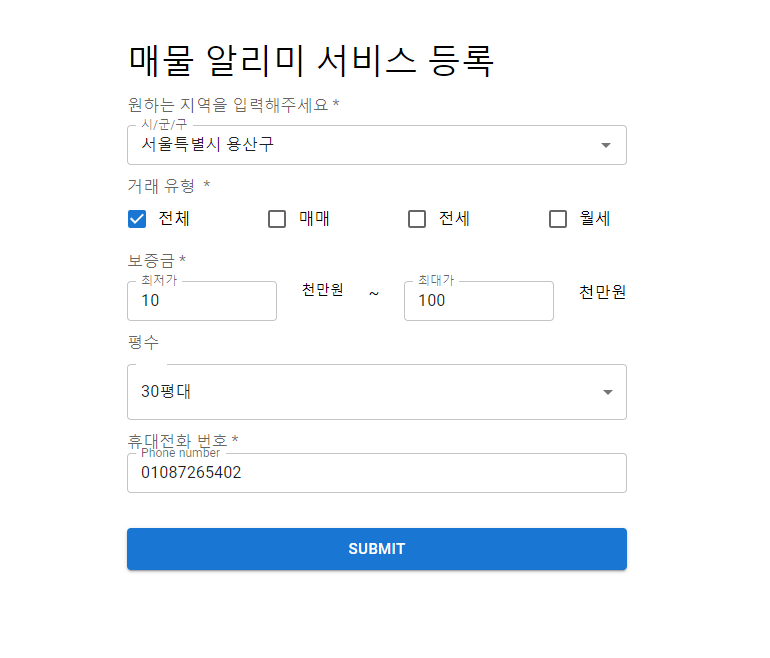 매물 알리미 서비스 등록
원하는 지역을 입력해주세요 *
시/군/구
서울특별시 용산구
거래 유형 *
전체 매매 전세 월세
보증금 *
최저가 최대가
10 천만원 ~ 100 천만원
평수
30평대
휴대전화 번호 *
Phone number
01087265402
SUBMIT